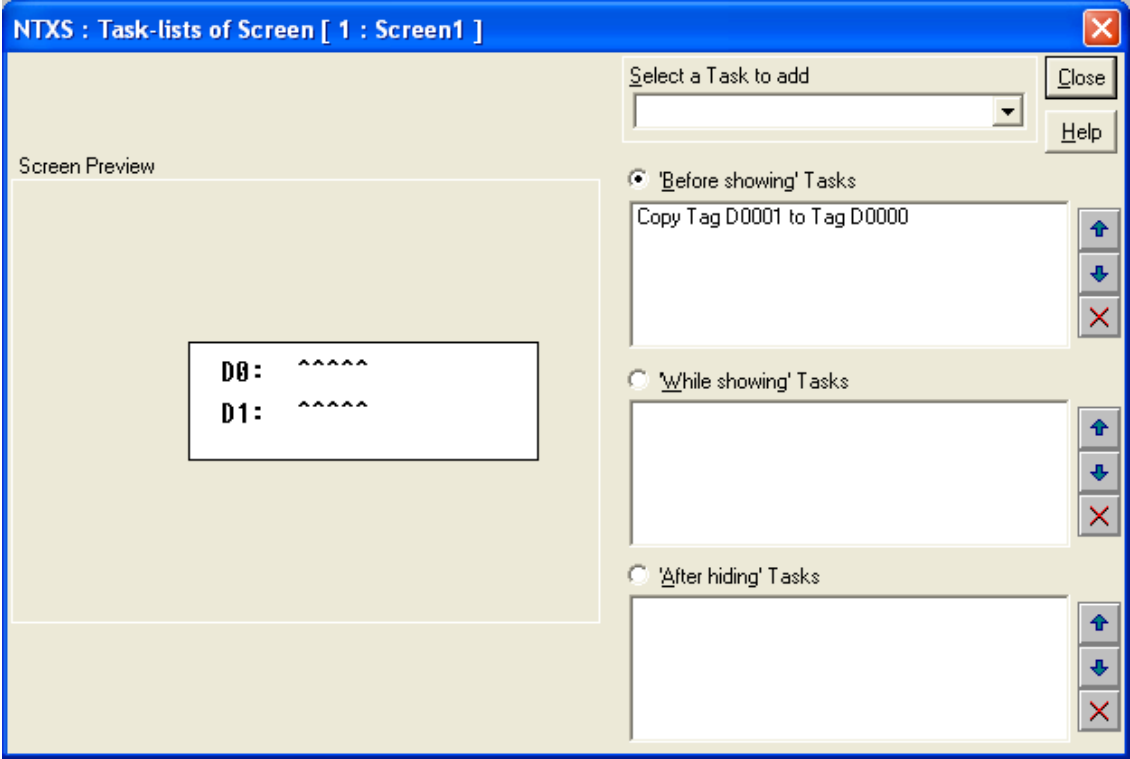 NTXS : Task-lists of Screen [ 1 : Screen1 ]
Select a Task to add
Close
Help
Screen Preview
'Before showing' Tasks
Copy Tag D0001 to Tag D0000
D0: ^^^^^
D1: ^^^^^
'While showing' Tasks
'After hiding' Tasks